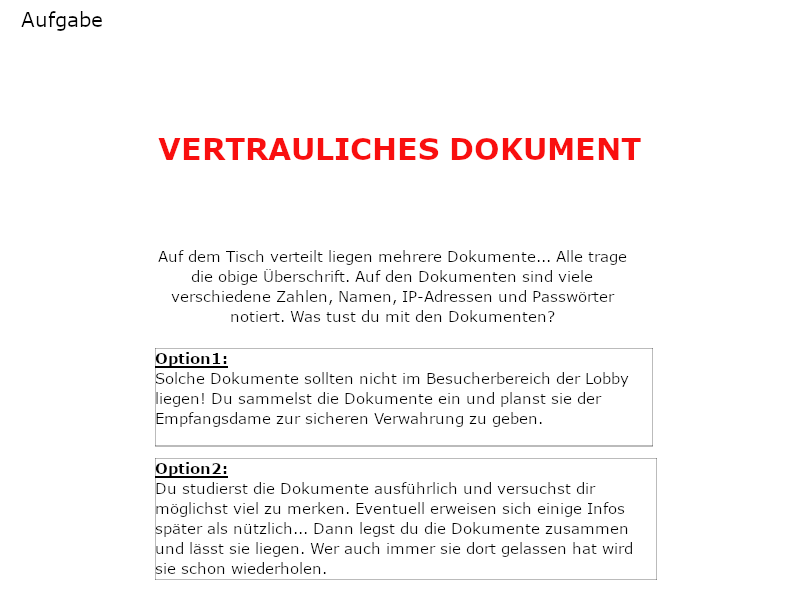 Aufgabe
VERTRAULICHES DOKUMENT
Auf dem Tisch verteilt liegen mehrere Dokumente... Alle trage
die obige Überschrift. Auf den Dokumenten sind viele
verschiedene Zahlen, Namen, IP-Adressen und Passwörter
notiert. Was tust du mit den Dokumenten?
Option1:
Solche Dokumente sollten nicht im Besucherbereich der Lobby
liegen! Du sammelst die Dokumente ein und planst sie der
Empfangsdame zur sicheren Verwahrung zu geben.
Option2:
Du studierst die Dokumente ausführlich und versuchst dir
möglichst viel zu merken. Eventuell erweisen sich einige Infos
später als nützlich... Dann legst du die Dokumente zusammen
und lässt sie liegen. Wer auch immer sie dort gelassen hat wird
sie schon wiederholen.